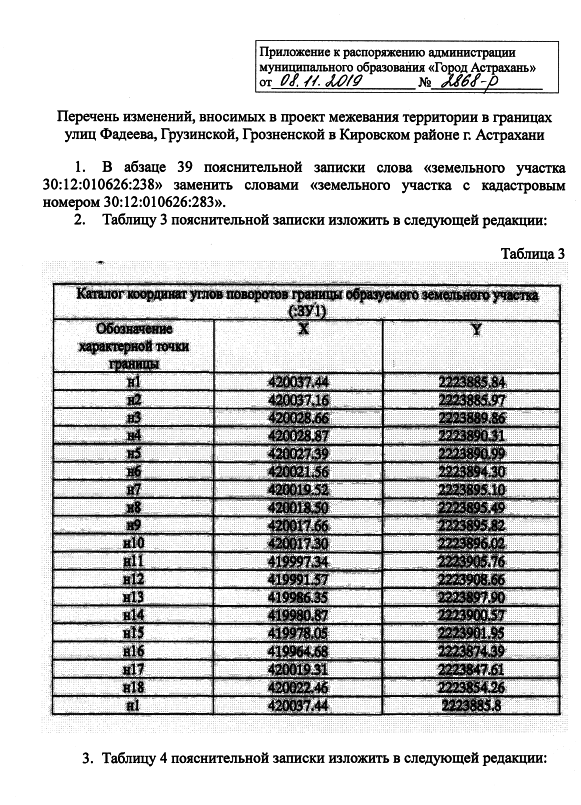 Приложение к распоряжению администрации
муниципального образования «Город Астрахань»
от 08.11.2019 № 2868-р
Перечень изменений, вносимых в проект межевания территории в границах
улиц Фадеева, Грузинской, Грозненской в Кировском районе г. Астрахани
1. В абзаце 39 пояснительной записки слова «земельного участка
30:12:010626:238» заменить словами «земельного участка с кадастровым
номером 30:12:010626:283».
2. Таблицу 3 пояснительной записки изложить в следующей редакции:
Таблица 3
Каталог координат углов поворотов границы образуемого земельного участка
(:ЗУ1)
Обозначение
характерной точки
границы
X Y
н1 420037.44 2223885.84
н2 420037.16 2223885.97
н3 420028.66 2223889.86
н4 420028.87 2223890.31
н5 420027.39 2223890.99
н6 420021.56 2223894.30
н7 420019.52 2223895.10
н8 420018.50 2223895.49
н9 420017.66 2223895.82
н10 420017.30 2223896.02
н11 419997.34 2223905.76
н12 419991.57 2223908.66
н13 419986.35 2223897.90
н14 419980.87 2223900.57
н15 419978.05 2223901.95
н16 419964.68 2223874.39
н17 420019.31 2223847.61
н18 420022.46 2223854.26
н1 420037.44 2223885.8
3. Таблицу 4 пояснительной записки изложить в следующей редакции: